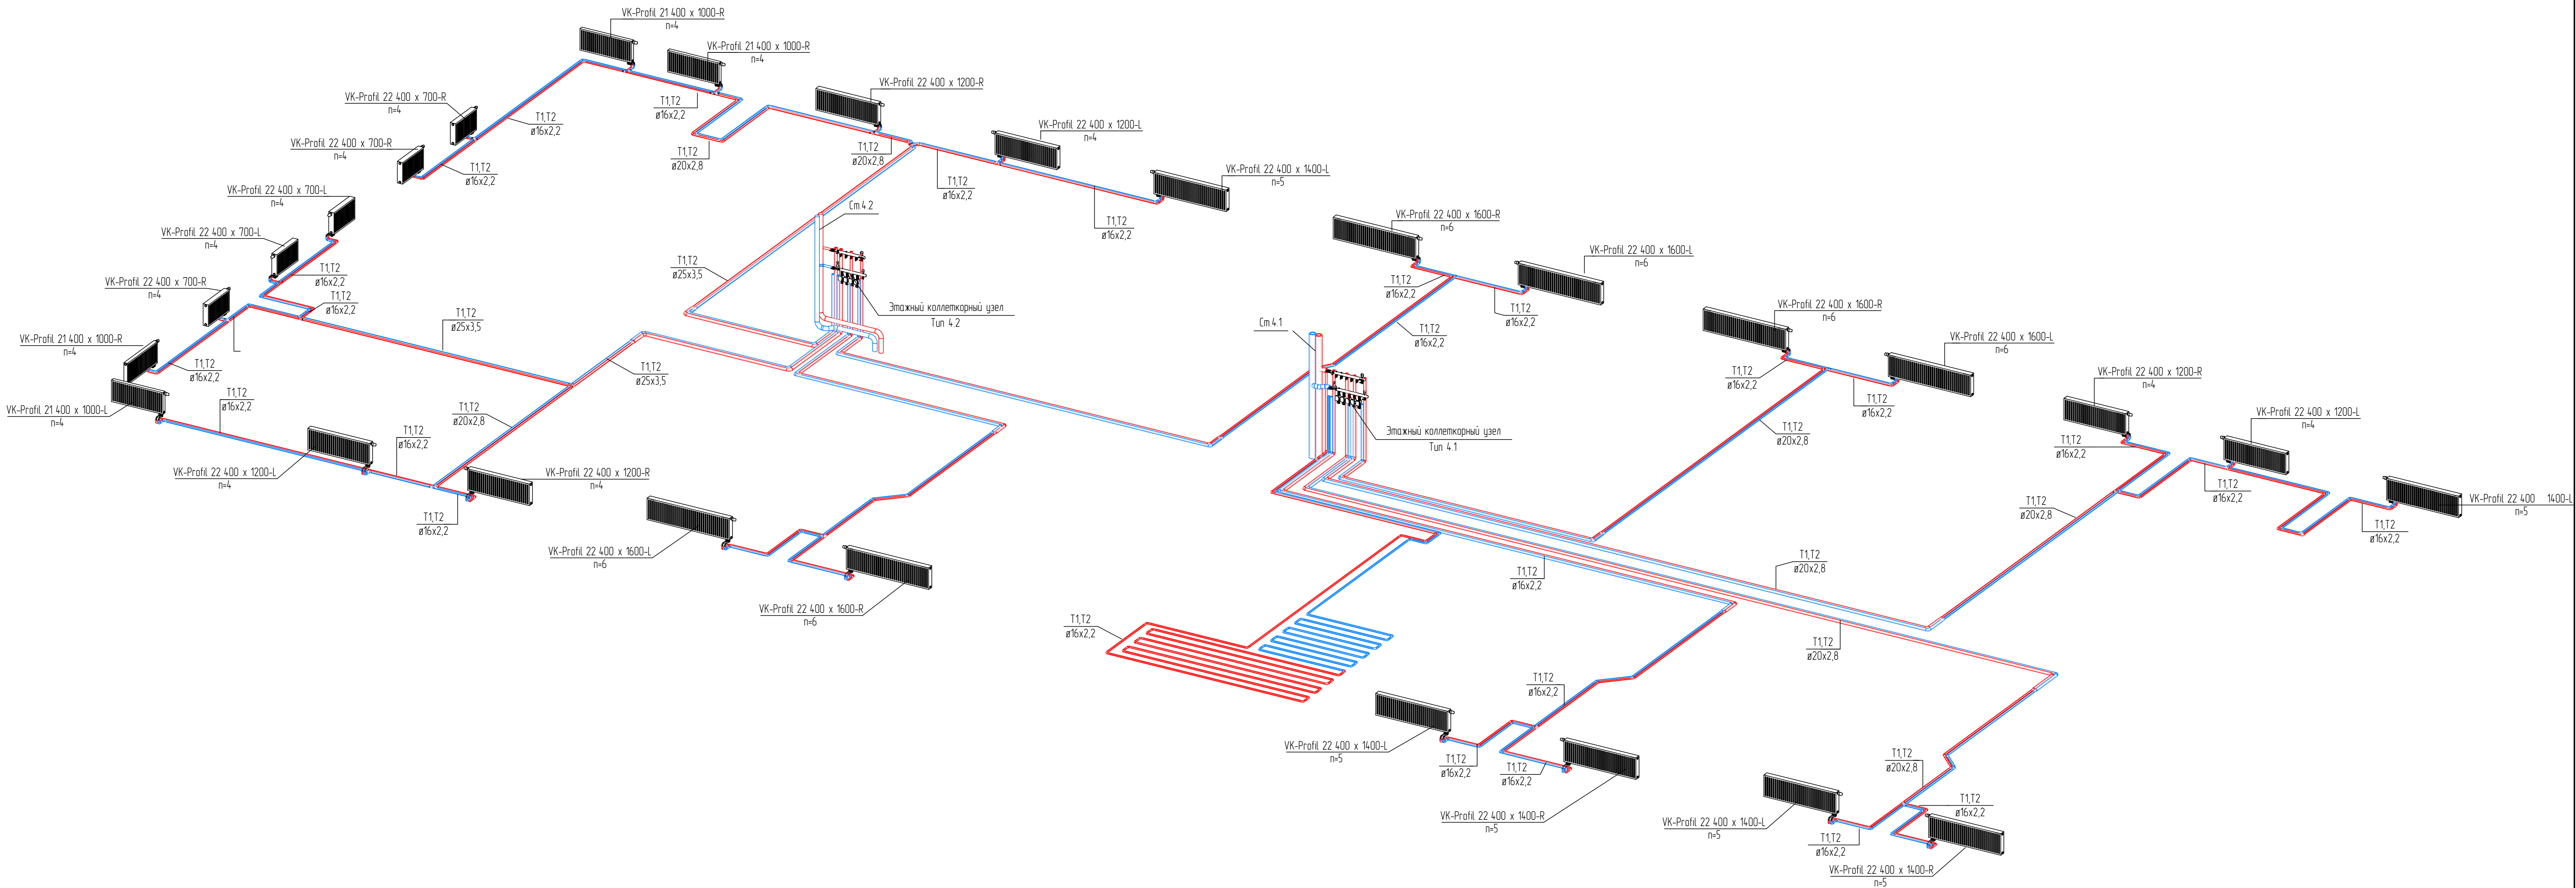 VK-Profil 21 400 x 1000-R
n=4
VK-Profil 21 400 x 1000-R
n=4
VK-Profil 22 400 x 1200-R
VK-Profil 22 400 x 700-R
n=4
T1,T2
ø16x2,2
T1,T2
ø16x2,2
VK-Profil 22 400 x 1200-L
n=4
VK-Profil 22 400 x 700-R
n=4
T1,T2
ø16x2,2
T1,T2
ø20x2,8
T1,T2
ø20x2,8
T1,T2
ø16x2,2
VK-Profil 22 400 x 1400-L
n=5
VK-Profil 22 400 x 700-L
n=4
Ст.4.2
T1,T2
ø16x2,2
VK-Profil 22 400 x 1600-R
n=6
VK-Profil 22 400 x 700-L
n=4
T1,T2
ø16x2,2
T1,T2
ø25x3,5
VK-Profil 22 400 x 1600-L
n=6
VK-Profil 22 400 x 700-R
n=4
T1,T2
ø16x2,2
T1,T2
ø25x3,5
Этажный коллеткорный узел
Тип 4.2
T1,T2
ø16x2,2
T1,T2
ø16x2,2
VK-Profil 22 400 x 1600-R
n=6
Ст.4.1
T1,T2
ø16x2,2
VK-Profil 21 400 x 1000-R
n=4
T1,T2
ø16x2,2
T1,T2
ø25x3,5
VK-Profil 22 400 x 1600-L
n=6
VK-Profil 21 400 x 1000-L
n=4
T1,T2
ø16x2,2
T1,T2
ø20x2,8
T1,T2
ø16x2,2
T1,T2
ø16x2,2
VK-Profil 22 400 x 1200-R
n=4
T1,T2
ø16x2,2
Этажный коллеткорный узел
Тип 4.1
T1,T2
ø20x2,8
VK-Profil 22 400 x 1200-L
n=4
VK-Profil 22 400 x 1200-L
n=4
VK-Profil 22 400 x 1200-R
n=4
T1,T2
ø16x2,2
T1,T2
ø16x2,2
T1,T2
ø16x2,2
T1,T2
ø20x2,8
VK-Profil 22 400 1400-L
n=5
T1,T2
ø16x2,2
VK-Profil 22 400 x 1600-L
n=6
T1,T2
ø16x2,2
T1,T2
ø20x2,8
VK-Profil 22 400 x 1600-R
n=6
T1,T2
ø16x2,2
T1,T2
ø20x2,8
T1,T2
ø16x2,2
VK-Profil 22 400 x 1400-L
n=5
T1,T2
ø16x2,2
T1,T2
ø16x2,2
T1,T2
ø20x2,8
VK-Profil 22 400 x 1400-R
n=5
VK-Profil 22 400 x 1400-L
n=5
T1,T2
ø16x2,2
T1,T2
ø16x2,2
VK-Profil 22 400 x 1400-R
n=5